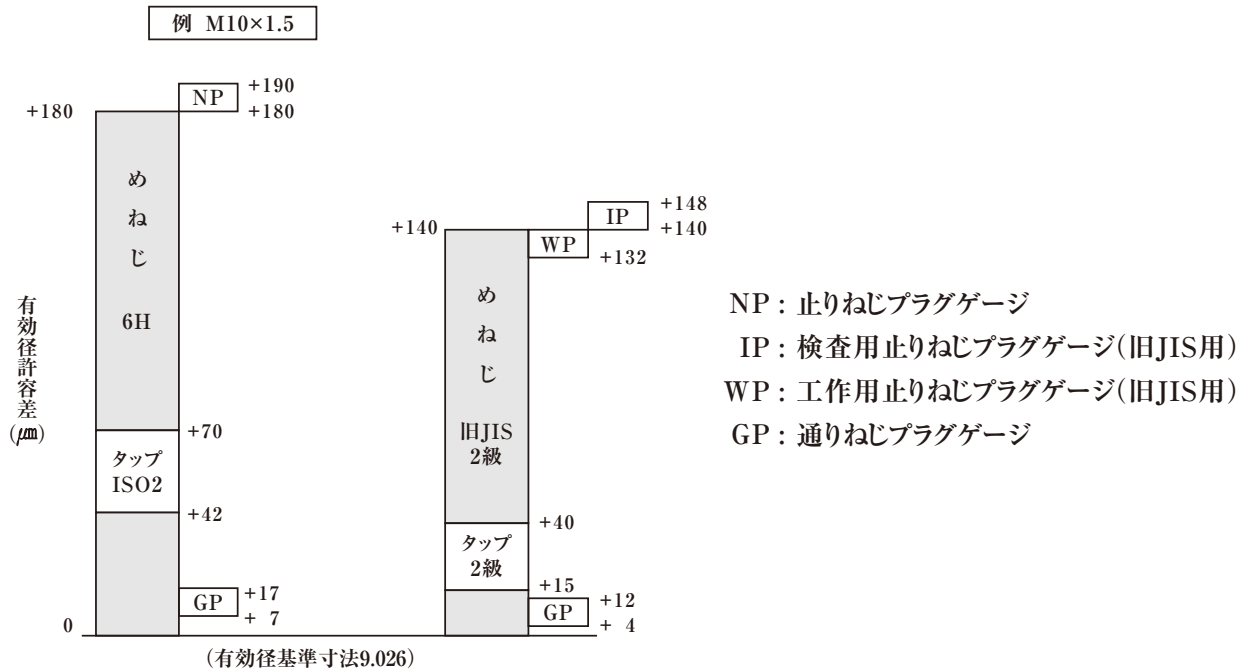 例 M10×1.5
+180
NP
+190
+180
めねじ
6H
+70
タップ
ISO2
+42
GP
+17
+ 7
0
有効径許容差
(μm)
+140
IP
+148
+140
WP
+132
めねじ
旧JIS
2級
+40
タップ
2級
+15
GP
+12
+ 4
(有効径基準寸法9.026)
NP : 止りねじプラグゲージ
IP : 検査用止りねじプラグゲージ(旧JIS用)
WP : 工作用止りねじプラグゲージ(旧JIS用)
GP : 通りねじプラグゲージ